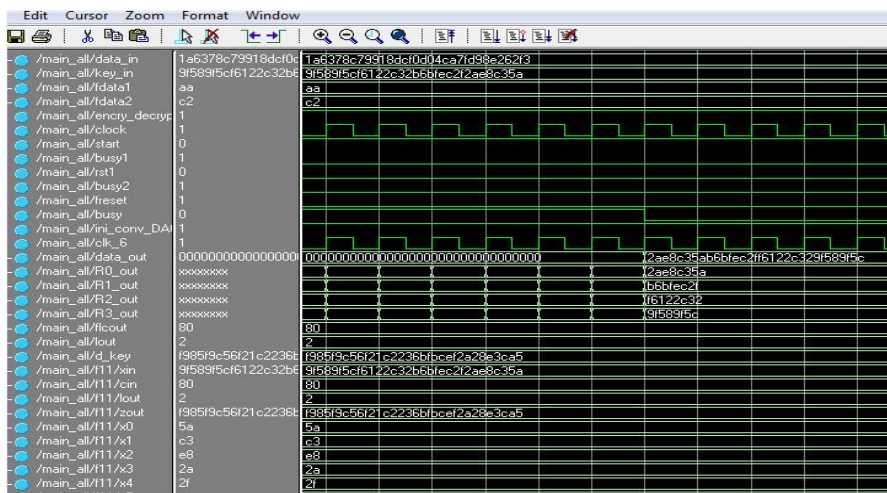 Edit Cursor Zoom Format Window
/main_all/data_in 1a6378c79918dcf0c 1a6378c79918dcf0d04ca7fd98e262f3
/main_all/key_in 9f589f5cf6122c32b6 9f589f5cf6122c32b6bfec2f2ae8c35a
/main_all/fdata1 aa aa
/main_all/fdata2 c2 c2
/main_all/encry_decryp 1
/main_all/clock 1
/main_all/start 0
/main_all/busy1 1
/main_all/rst1 0
/main_all/busy2 1
/main_all/freset 1
/main_all/busy 0
/main_all/ini_conv_DA 1
/main_all/clk_6 1
/main_all/data_out 00000000000000000 00000000000000000000000000000000 2ae8c35ab6bfec2ff6122c329f589f5c
/main_all/R0_out xxxxxxxx 2ae8c35a
/main_all/R1_out xxxxxxxx b6bfec2f
/main_all/R2_out xxxxxxxx f6122c32
/main_all/R3_out xxxxxxxx 9f589f5c
/main_all/flcout 80 80
/main_all/lout 2 2
/main_all/d_key f985f9c56f21c2236b f985f9c56f21c2236bfbcef2a28e3ca5
/main_all/f11/xin 9f589f5cf6122c32b6 9f589f5cf6122c32b6bfec2f2ae8c35a
/main_all/f11/cin 80 80
/main_all/f11/lout 2 2
/main_all/f11/zout f985f9c56f21c2236b f985f9c56f21c2236bfbcef2a28e3ca5
/main_all/f11/x0 5a 5a
/main_all/f11/x1 c3 c3
/main_all/f11/x2 e8 e8
/main_all/f11/x3 2a 2a
/main_all/f11/x4 2f 2f